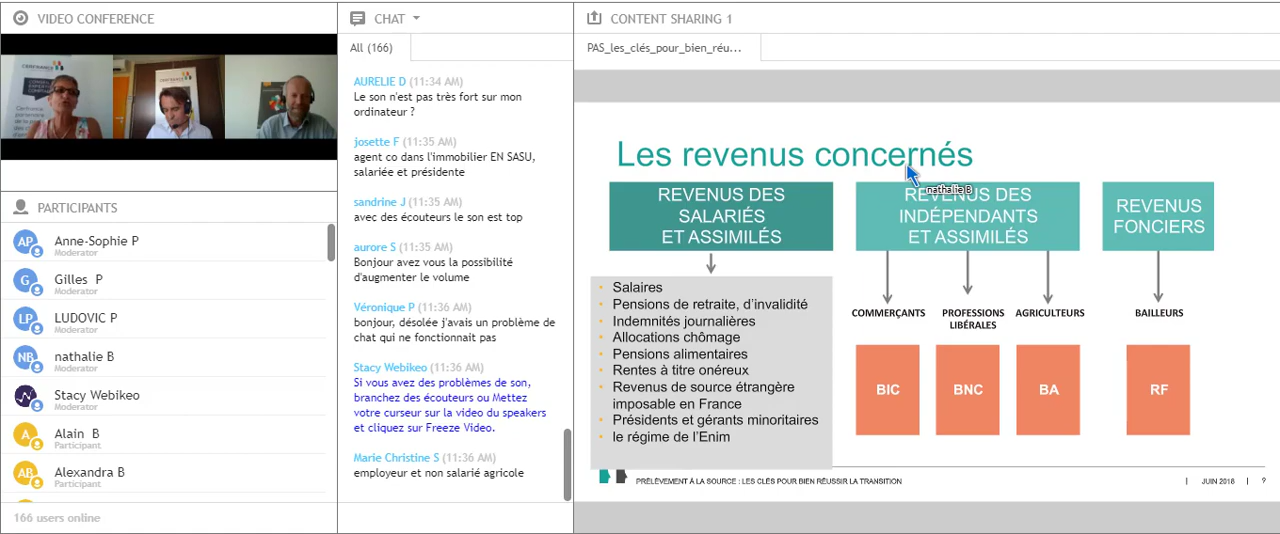 VIDEO CONFERENCE
PARTICIPANTS
AP
Anne-Sophie P
Moderator
G
Gilles P
Moderator
LP
LUDOVIC P
Moderator
NB
nathalie B
Moderator
Stacy Webikeo
Moderator
A
Alain B
Participant
AB
Alexandra B
Participant
166 users online
CHAT
All (166)
AURELIE D (11:34 AM)
Le son n'est pas très fort sur mon
ordinateur ?
josette F (11:35 AM)
agent co dans l'immobilier EN SASU,
salariée et présidente
sandrine J (11:35 AM)
avec des écouteurs le son est top
aurore S (11:35 AM)
Bonjour avez vous la possibilité
d'augmenter le volume
Véronique P (11:36 AM)
bonjour, désolée j'avais un problème de
chat qui ne fonctionnait pas
Stacy Webikeo (11:36 AM)
Si vous avez des problèmes de son,
branchez des écouteurs ou Mettez
votre curseur sur la video du speakers
et cliquez sur Freeze Video.
Marie Christine S (11:36 AM)
employeur et non salarié agricole
CONTENT SHARING 1
PAS_les_clés_pour_bien_réu...
Les revenus concernés
nathalie B
REVENUS DES
SALARIÉS
ET ASSIMILÉS
Salaires
Pensions de retraite, d'invalidité
Indemnités journalières
Allocations chômage
Pensions alimentaires
Rentes à titre onéreux
Revenus de source étrangère
imposable en France
Présidents et gérants minoritaires
le régime de l'Enim
REVENUS DES
INDÉPENDANTS
ET ASSIMILÉS
COMMERÇANTS
PROFESSIONS
LIBÉRALES
AGRICULTEURS
BIC
BNC
BA
REVENUS
FONCIERS
BAILLEURS
RF
PRÉLÈVEMENT À LA SOURCE : LES CLÉS POUR BIEN RÉUSSIR LA TRANSITION
| JUIN 2018 | 9